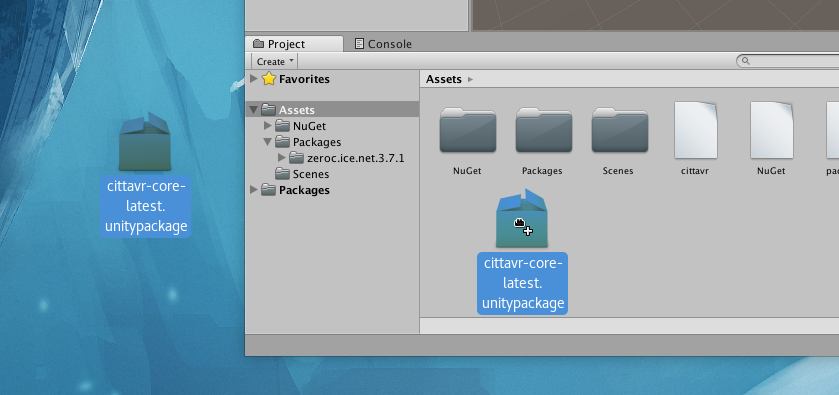 Project
Console
Create
Favorites
Assets
NuGet
Packages
zeroc.ice.net.3.7.1
Scenes
Packages
Assets
NuGet
Packages
Scenes
cittavr
NuGet
pac
cittavr-core-
latest.
unitypackage
cittavr-core-
latest.
unitypackage